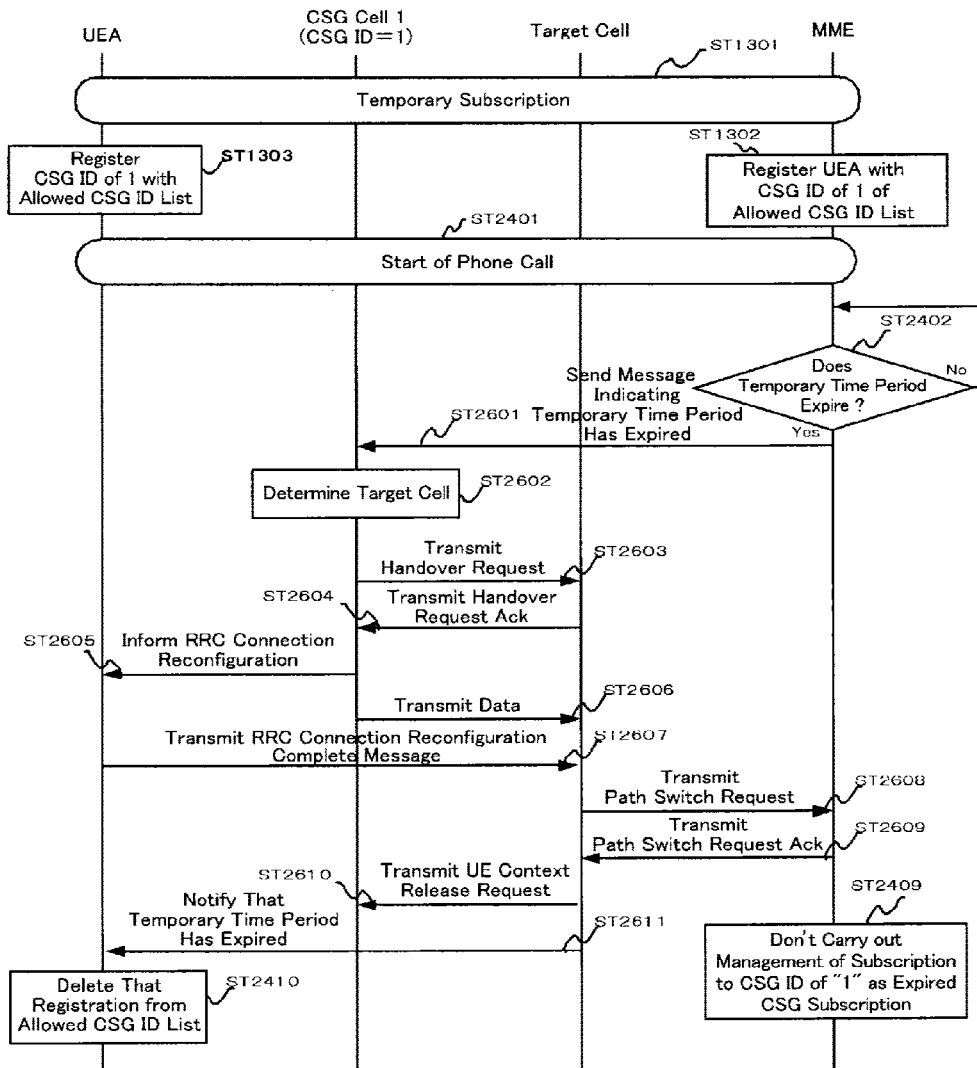 UEA
CSG Cell 1
(CSG ID=1)
Target Cell
MME
ST1301
Temporary Subscription
ST1303
Register
CSG ID of 1 with
Allowed CSG ID List
ST1302
Register UEA with
CSG ID of 1 of
Allowed CSG ID List
ST2401
Start of Phone Call
ST2402
Does
Temporary Time Period
Expire ?
No
Yes
Send Message
Indicating
Temporary Time Period
Has Expired
ST2601
Determine Target Cell
ST2602
Transmit
Handover Request
ST2603
ST2604
Transmit Handover
Request Ack
ST2605
Inform RRC Connection
Reconfiguration
Transmit Data
ST2606
Transmit RRC Connection Reconfiguration
Complete Message
ST2607
Transmit
Path Switch Request
ST2608
Transmit
Path Switch Request Ack
ST2609
ST2610
Transmit UE Context
Release Request
Notify That
Temporary Time Period
Has Expired
ST2611
ST2409
Don't Carry out
Management of Subscription
to CSG ID of "1" as Expired
CSG Subscription
Delete That
Registration from
Allowed CSG ID List
ST2410